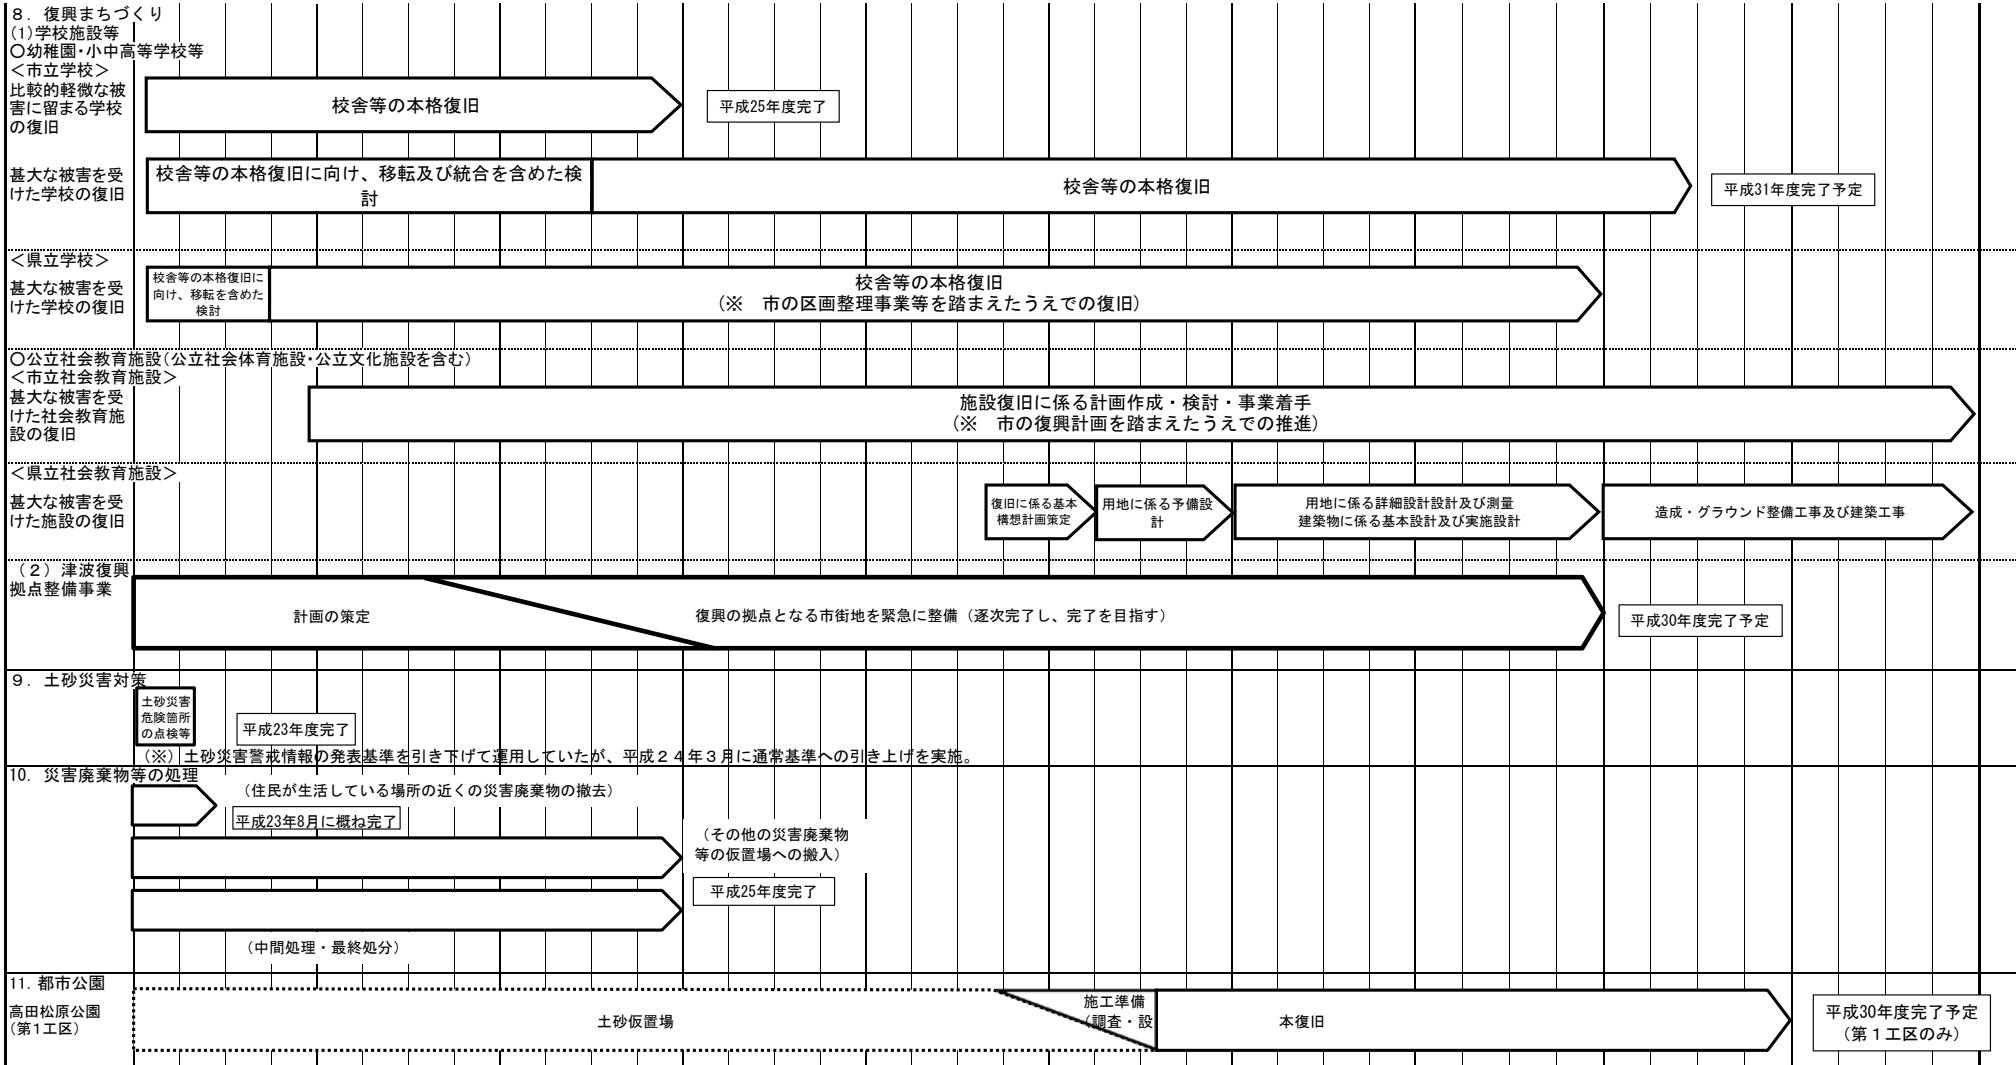 ８．復興まちづくり
(1)学校施設等
〇幼稚園・小中高等学校等
＜市立学校＞
比較的軽微な被
害に留まる学校
の復旧
校舎等の本格復旧
平成25年度完了
甚大な被害を受
けた学校の復旧
校舎等の本格復旧に向け、移転及び統合を含めた検
討
校舎等の本格復旧
平成31年度完了予定
＜県立学校＞
甚大な被害を受
けた学校の復旧
校舎等の本格復旧に
向け、移転を含めた
検討
校舎等の本格復旧
（※　市の区画整理事業等を踏まえたうえでの復旧）
〇公立社会教育施設（公立社会体育施設・公立文化施設を含む）
＜市立社会教育施設＞
甚大な被害を受
けた社会教育施
設の復旧
施設復旧に係る計画作成・検討・事業着手
（※　市の復興計画を踏まえたうえでの推進）
＜県立社会教育施設＞
甚大な被害を受
けた施設の復旧
復旧に係る基本
構想計画策定
用地に係る予備設
計
用地に係る詳細設計設計及び測量
建築物に係る基本設計及び実施設計
造成・グラウンド整備工事及び建築工事
（２）津波復興
拠点整備事業
計画の策定
復興の拠点となる市街地を緊急に整備（逐次完了し、完了を目指す）
平成30年度完了予定
９．土砂災害対策
土砂災害
危険箇所
の点検等
平成23年度完了
（※）土砂災害警戒情報の発表基準を引き下げて運用していたが、平成２４年３月に通常基準への引き上げを実施。
10．災害廃棄物等の処理
（住民が生活している場所の近くの災害廃棄物の撤去）
平成23年8月に概ね完了
（その他の災害廃棄物
等の仮置場への搬入）
平成25年度完了
（中間処理・最終処分）
11．都市公園
高田松原公園
（第1工区）
土砂仮置場
施工準備
（調査・設
本復旧
平成30年度完了予定
（第１工区のみ）